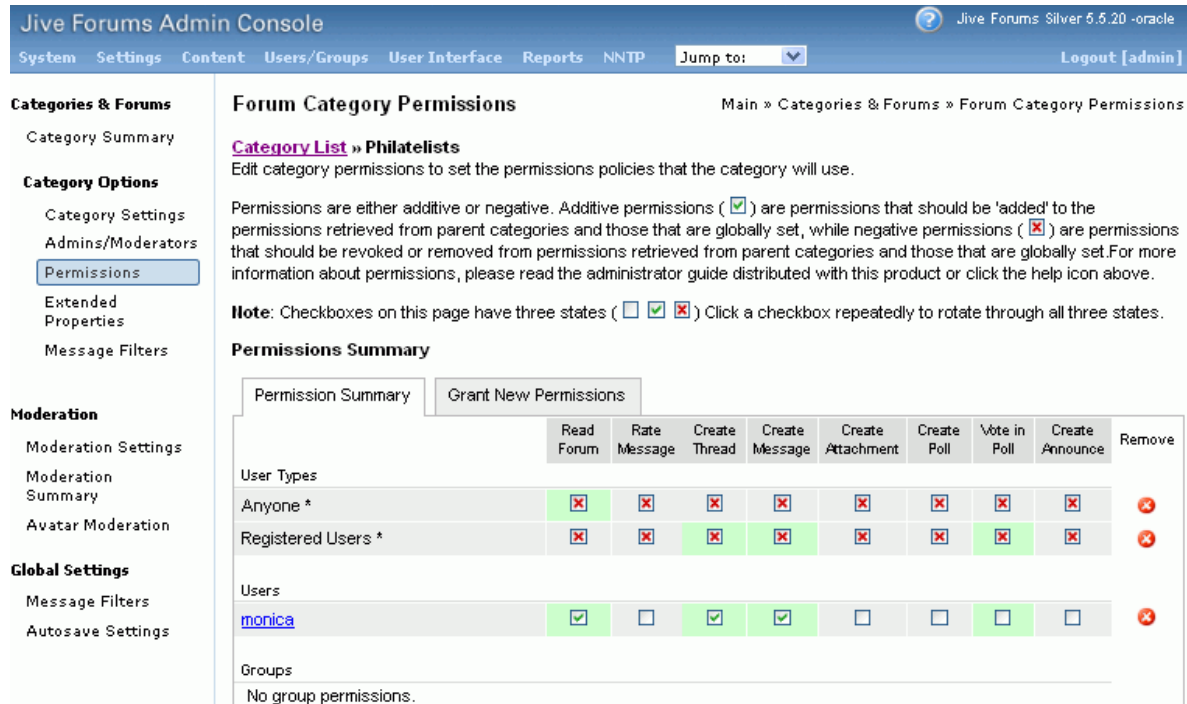 Jive Forums Admin Console
Jive Forums Silver 5.5.20 -oracle
System Settings Content Users/Groups User Interface Reports NNTP Jump to: Logout [admin]
Categories & Forums
Category Summary
Category Options
Category Settings
Admins/Moderators
Permissions
Extended
Properties
Message Filters
Moderation
Moderation Settings
Moderation
Summary
Avatar Moderation
Global Settings
Message Filters
Autosave Settings
Forum Category Permissions
Main » Categories & Forums » Forum Category Permissions
Category List » Philatelists
Edit category permissions to set the permissions policies that the category will use.
Permissions are either additive or negative. Additive permissions ( ) are permissions that should be 'added' to the
permissions retrieved from parent categories and those that are globally set, while negative permissions ( ) are permissions
that should be revoked or removed from permissions retrieved from parent categories and those that are globally set.For more
information about permissions, please read the administrator guide distributed with this product or click the help icon above.
Note: Checkboxes on this page have three states ( ) Click a checkbox repeatedly to rotate through all three states.
Permissions Summary
Permission Summary Grant New Permissions
Read Forum Rate Message Create Thread Create Message Create Attachment Create Poll Vote in Poll Create Announce Remove
User Types
Anyone *
Registered Users *
Users
monica
Groups
No group permissions.